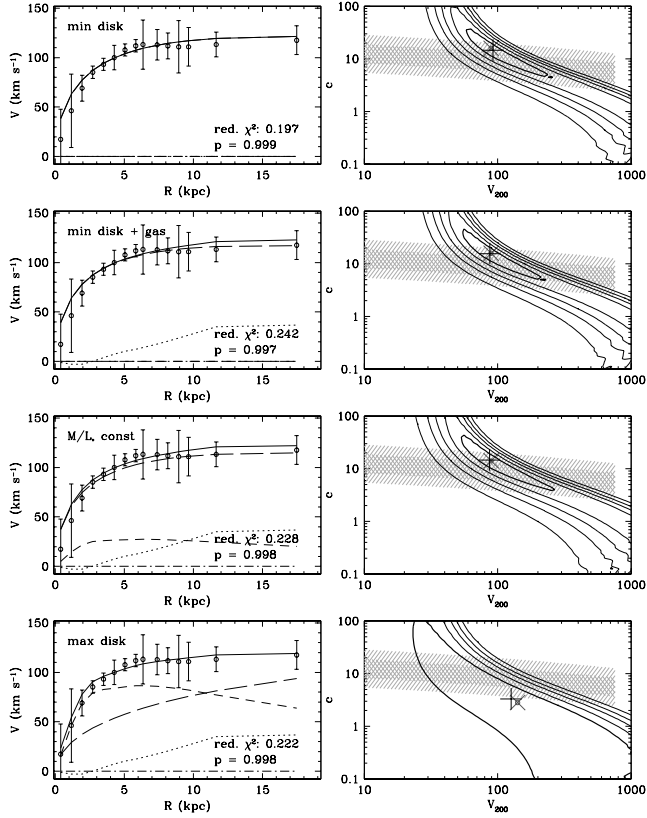 min disk
150
100
50
0
V (km s⁻¹)
red. χ²: 0.197
p = 0.999
0 5 10 15
R (kpc)
100
10
1
0.1
c
10 100 1000
V₂₀₀
min disk + gas
150
100
50
0
V (km s⁻¹)
red. χ²: 0.242
p = 0.997
0 5 10 15
R (kpc)
100
10
1
0.1
c
10 100 1000
V₂₀₀
M/L, const
150
100
50
0
V (km s⁻¹)
red. χ²: 0.228
p = 0.998
0 5 10 15
R (kpc)
100
10
1
0.1
c
10 100 1000
V₂₀₀
max disk
150
100
50
0
V (km s⁻¹)
red. χ²: 0.222
p = 0.998
0 5 10 15
R (kpc)
100
10
1
0.1
c
10 100 1000
V₂₀₀